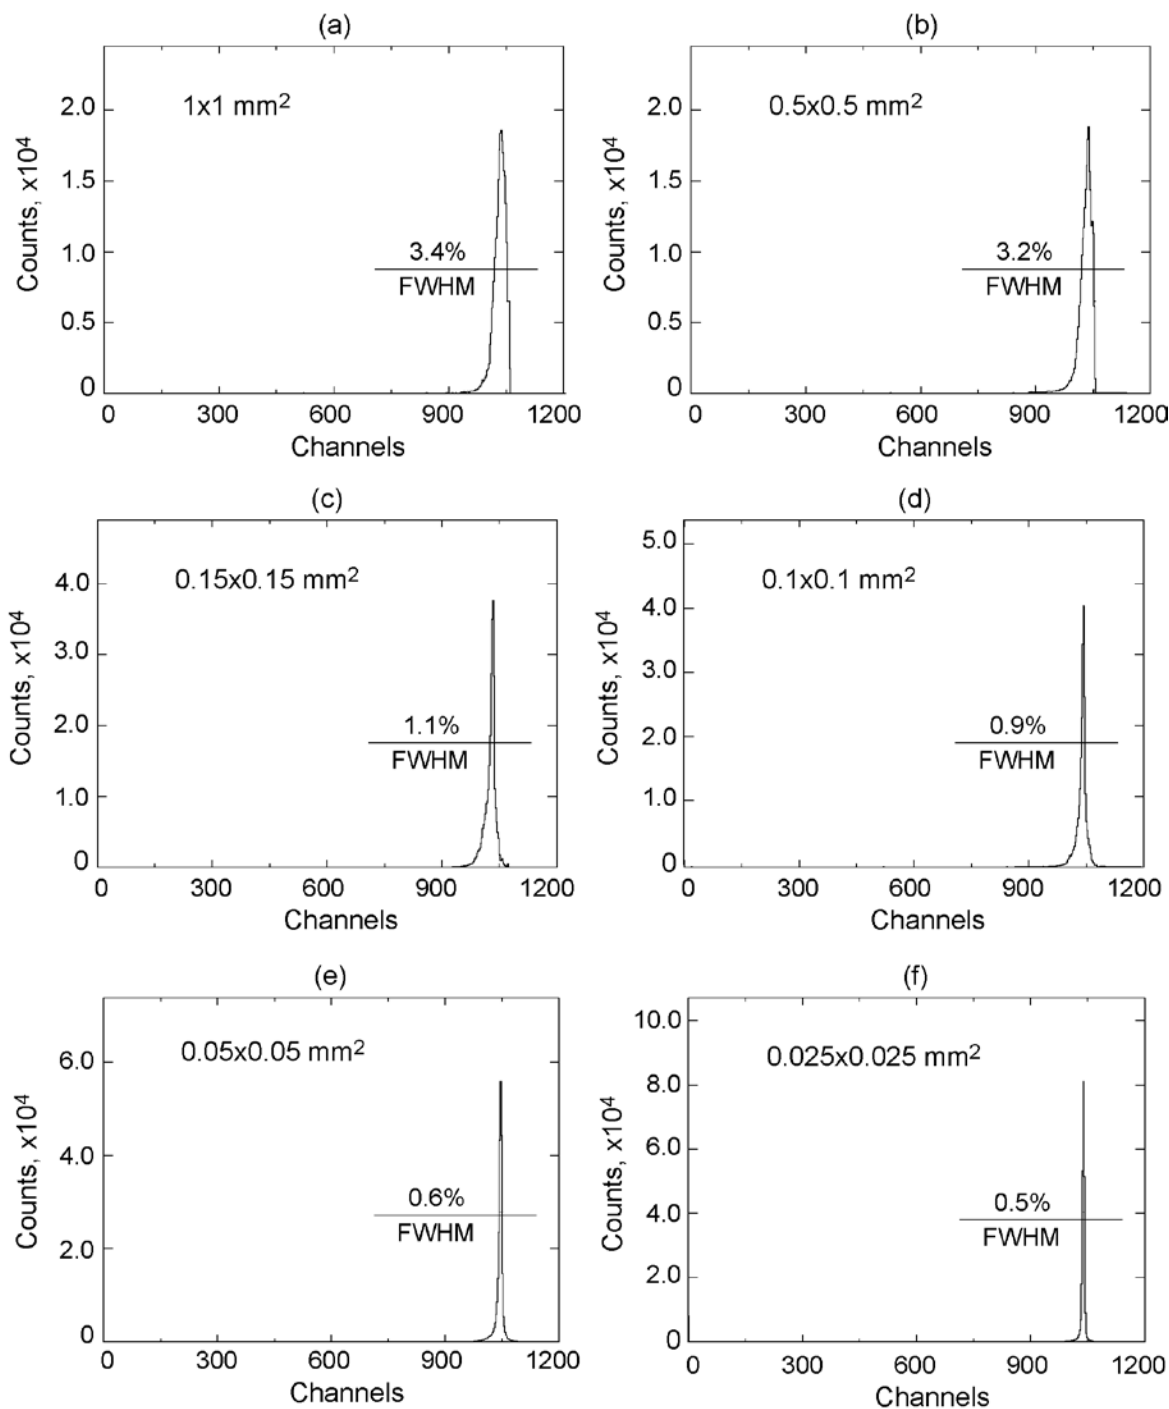 (a)
1x1 mm²
Counts, x10⁴
2.0
1.5
1.0
0.5
0
3.4%
FWHM
0 300 600 900 1200
Channels
(b)
0.5x0.5 mm²
Counts, x10⁴
2.0
1.5
1.0
0.5
0
3.2%
FWHM
0 300 600 900 1200
Channels
(c)
0.15x0.15 mm²
Counts, x10⁴
4.0
3.0
2.0
1.0
0
1.1%
FWHM
0 300 600 900 1200
Channels
(d)
0.1x0.1 mm²
Counts, x10⁴
5.0
4.0
3.0
2.0
1.0
0
0.9%
FWHM
0 300 600 900 1200
Channels
(e)
0.05x0.05 mm²
Counts, x10⁴
6.0
4.0
2.0
0
0.6%
FWHM
0 300 600 900 1200
Channels
(f)
0.025x0.025 mm²
Counts, x10⁴
10.0
8.0
6.0
4.0
2.0
0
0.5%
FWHM
0 300 600 900 1200
Channels